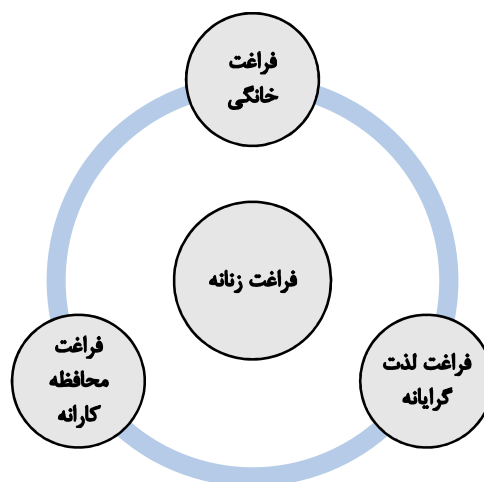 فراغت
خانگی
فراغت زنانه
فراغت لذت
گرایانه
فراغت
محافظه
کارانه